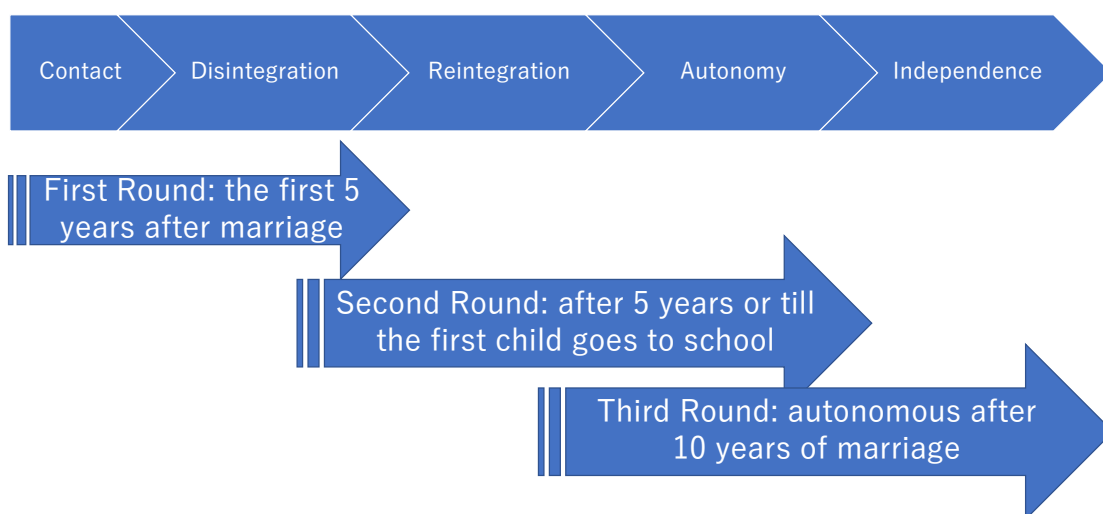 Contact
Disintegration
Reintegration
Autonomy
Independence
First Round: the first 5
years after marriage
Second Round: after 5 years or till
the first child goes to school
Third Round: autonomous after
10 years of marriage